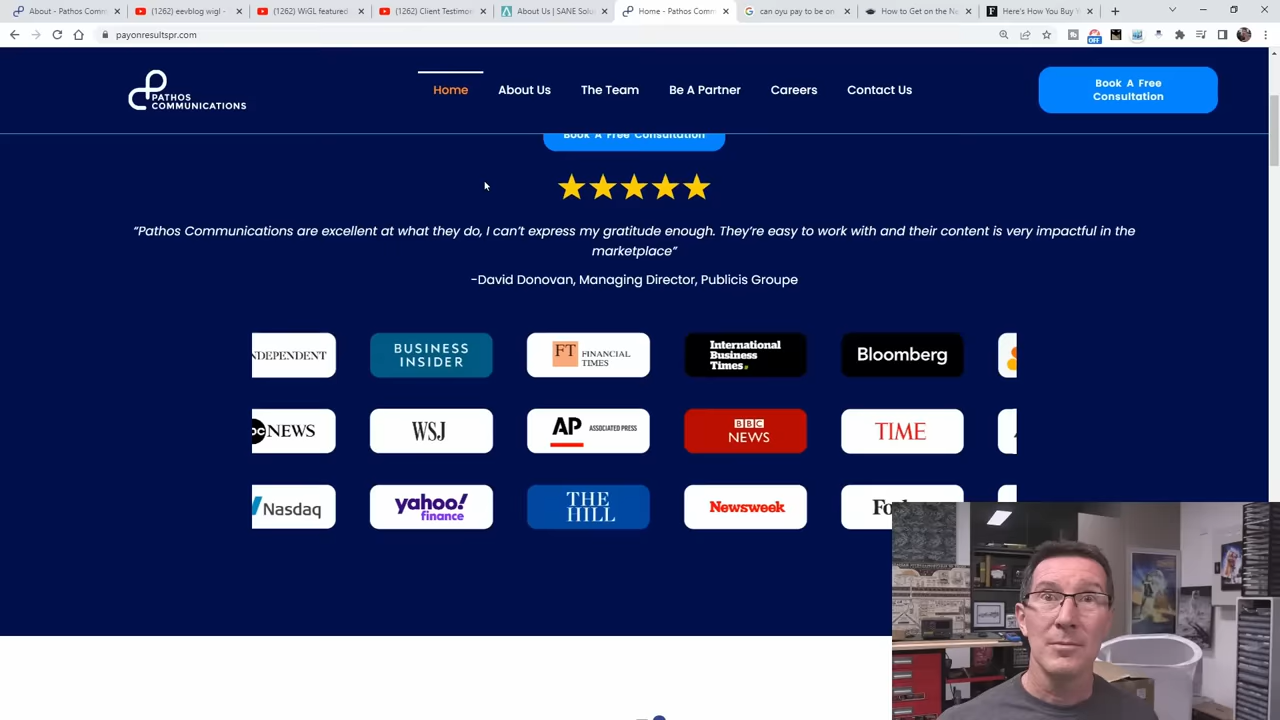 About - Pathos Comm
(1262) eevblog wigl -
(1262) WiGL featured
(1262) Client Testimon
About Us | SANE Solu
Home - Pathos Comm
can oyu pay to be on
How to Get on the Ne
Here's How You Buy Y
payonresultspr.com
OFF
PATHOS
COMMUNICATIONS
Home
About Us
The Team
Be A Partner
Careers
Contact Us
Book A Free
Consultation
Book A Free Consultation
“Pathos Communications are excellent at what they do, I can’t express my gratitude enough. They’re easy to work with and their content is very impactful in the
marketplace”
-David Donovan, Managing Director, Publicis Groupe
NDEPENDENT
BUSINESS
INSIDER
FT FINANCIAL
TIMES
International
Business
Times
Bloomberg
bc NEWS
WSJ
AP ASSOCIATED PRESS
BBC
NEWS
TIME
Nasdaq
yahoo!
finance
THE
HILL
Newsweek
Fo